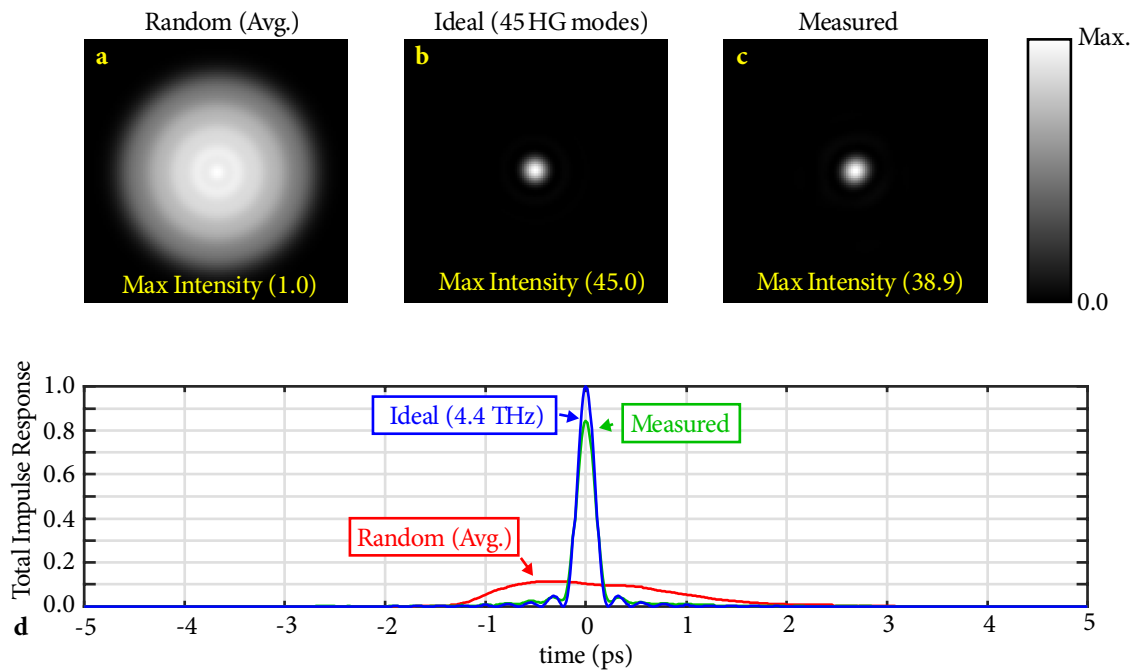 Random (Avg.)
Ideal (45 HG modes)
Measured
a
b
c
Max.
Max Intensity (1.0)
Max Intensity (45.0)
Max Intensity (38.9)
0.0
Total Impulse Response
1.0
0.8
0.6
0.4
0.2
0.0
Ideal (4.4 THz)
Measured
Random (Avg.)
d
-5 -4 -3 -2 -1 0 1 2 3 4 5
time (ps)